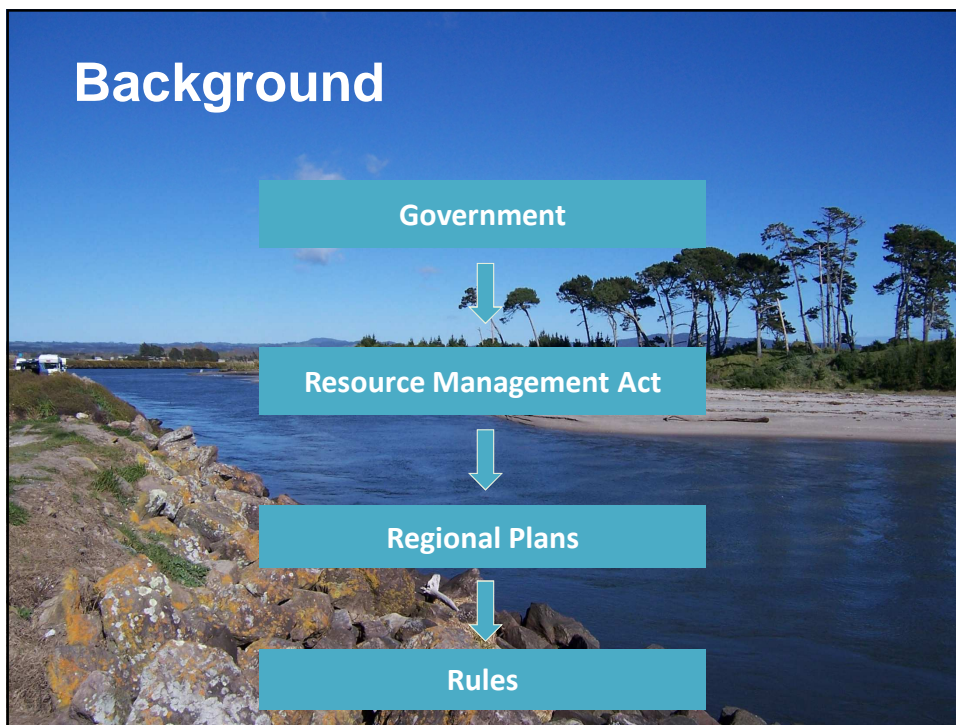 Background
Government
Resource Management Act
Regional Plans
Rules